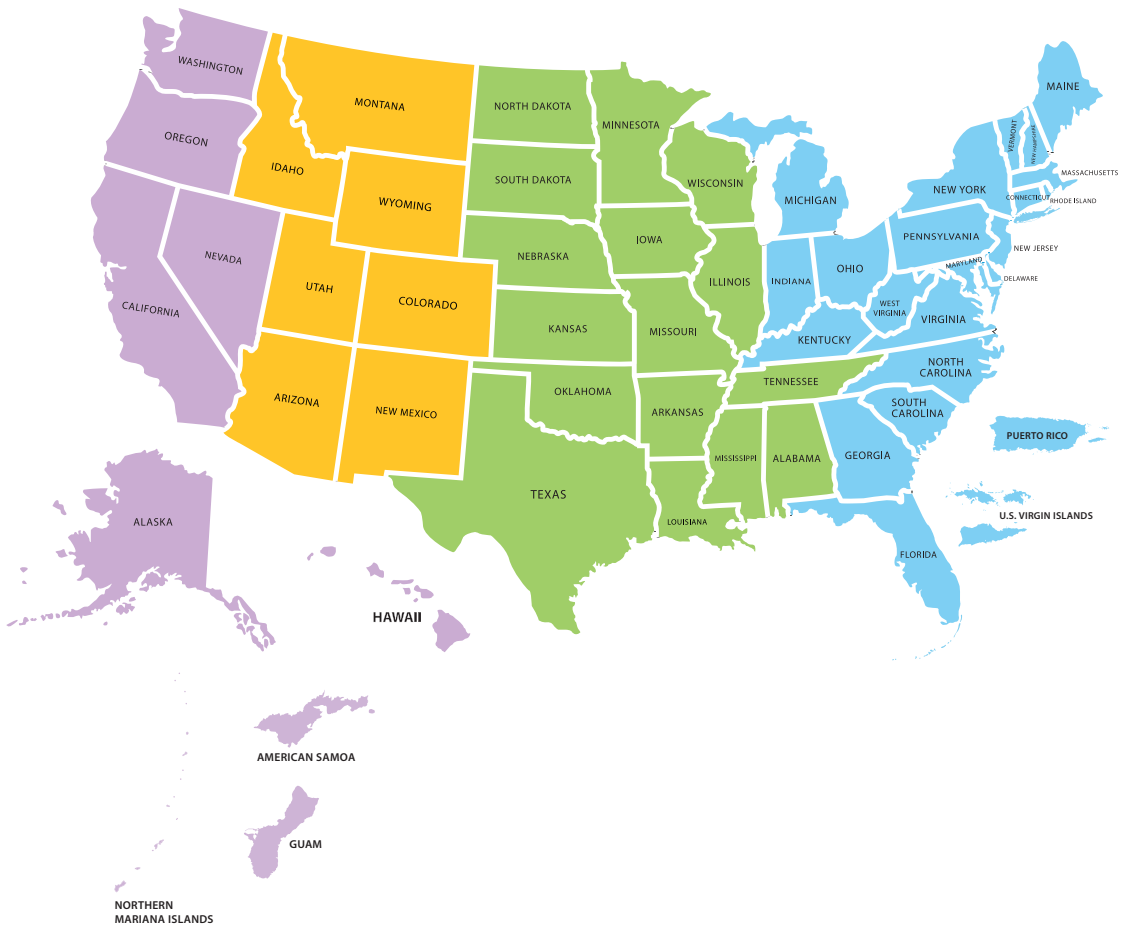 WASHINGTON
MONTANA
NORTH DAKOTA
MINNESOTA
MAINE
OREGON
IDAHO
VERMONT
NEW HAMPSHIRE
MASSACHUSETTS
SOUTH DAKOTA
WISCONSIN
WYOMING
MICHIGAN
NEW YORK
CONNECTICUT
RHODE ISLAND
NEVADA
NEBRASKA
IOWA
PENNSYLVANIA
NEW JERSEY
UTAH
COLORADO
ILLINOIS
INDIANA
OHIO
MARYLAND
DELAWARE
CALIFORNIA
KANSAS
MISSOURI
KENTUCKY
WEST
VIRGINIA
VIRGINIA
ARIZONA
NEW MEXICO
OKLAHOMA
ARKANSAS
TENNESSEE
NORTH
CAROLINA
SOUTH
CAROLINA
TEXAS
MISSISSIPPI
ALABAMA
GEORGIA
PUERTO RICO
ALASKA
LOUISIANA
U.S. VIRGIN ISLANDS
FLORIDA
HAWAII
AMERICAN SAMOA
GUAM
NORTHERN
MARIANA ISLANDS